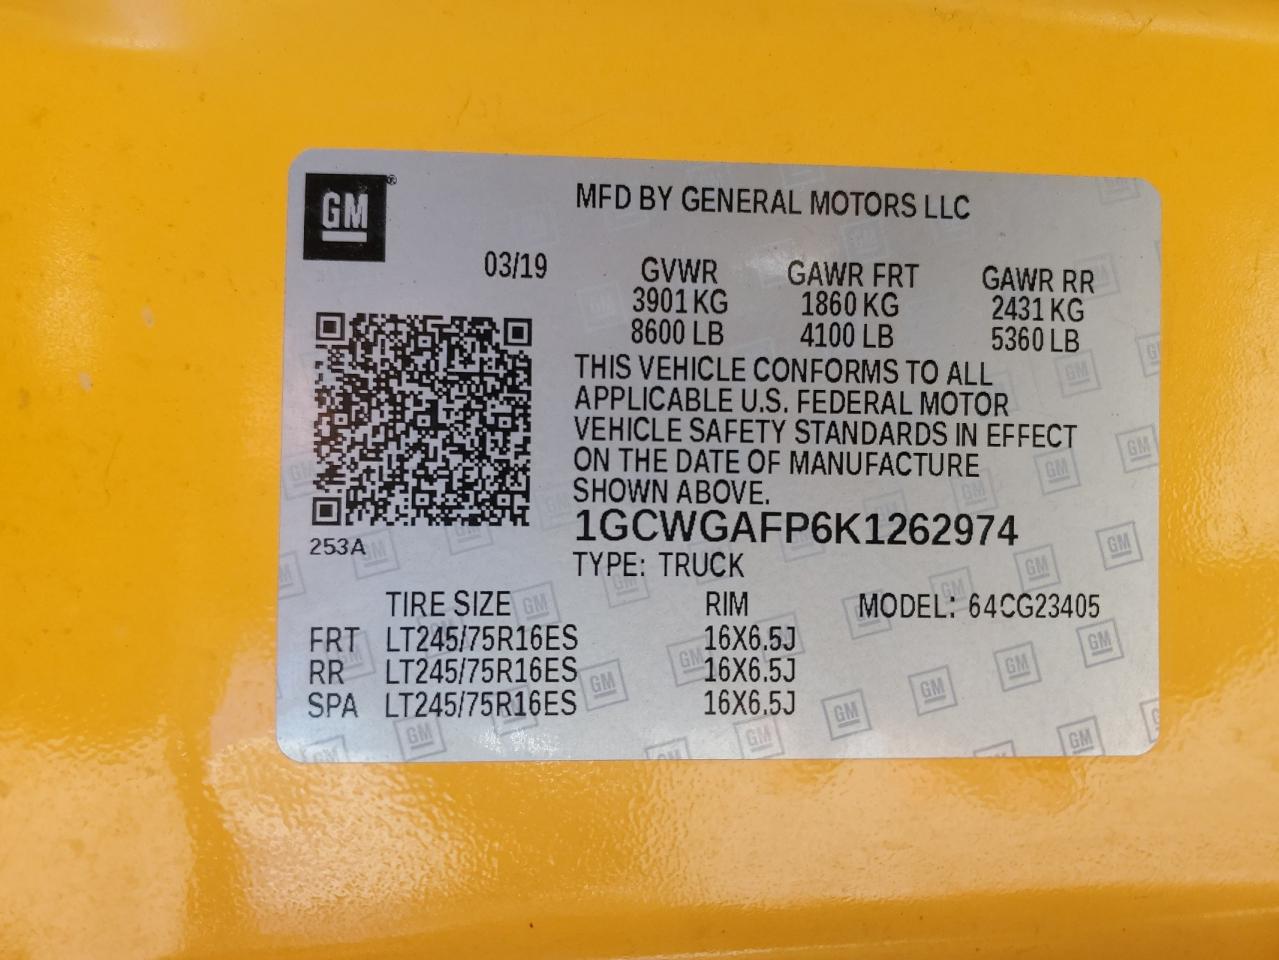 GM®
MFD BY GENERAL MOTORS LLC
03/19 GVWR GAWR FRT GAWR RR
3901 KG 1860 KG 2431 KG
8600 LB 4100 LB 5360 LB
THIS VEHICLE CONFORMS TO ALL
APPLICABLE U.S. FEDERAL MOTOR
VEHICLE SAFETY STANDARDS IN EFFECT
ON THE DATE OF MANUFACTURE
SHOWN ABOVE.
1GCWGAFP6K1262974
253A
TYPE: TRUCK
TIRE SIZE RIM MODEL: 64CG23405
FRT LT245/75R16ES 16X6.5J
RR LT245/75R16ES 16X6.5J
SPA LT245/75R16ES 16X6.5J